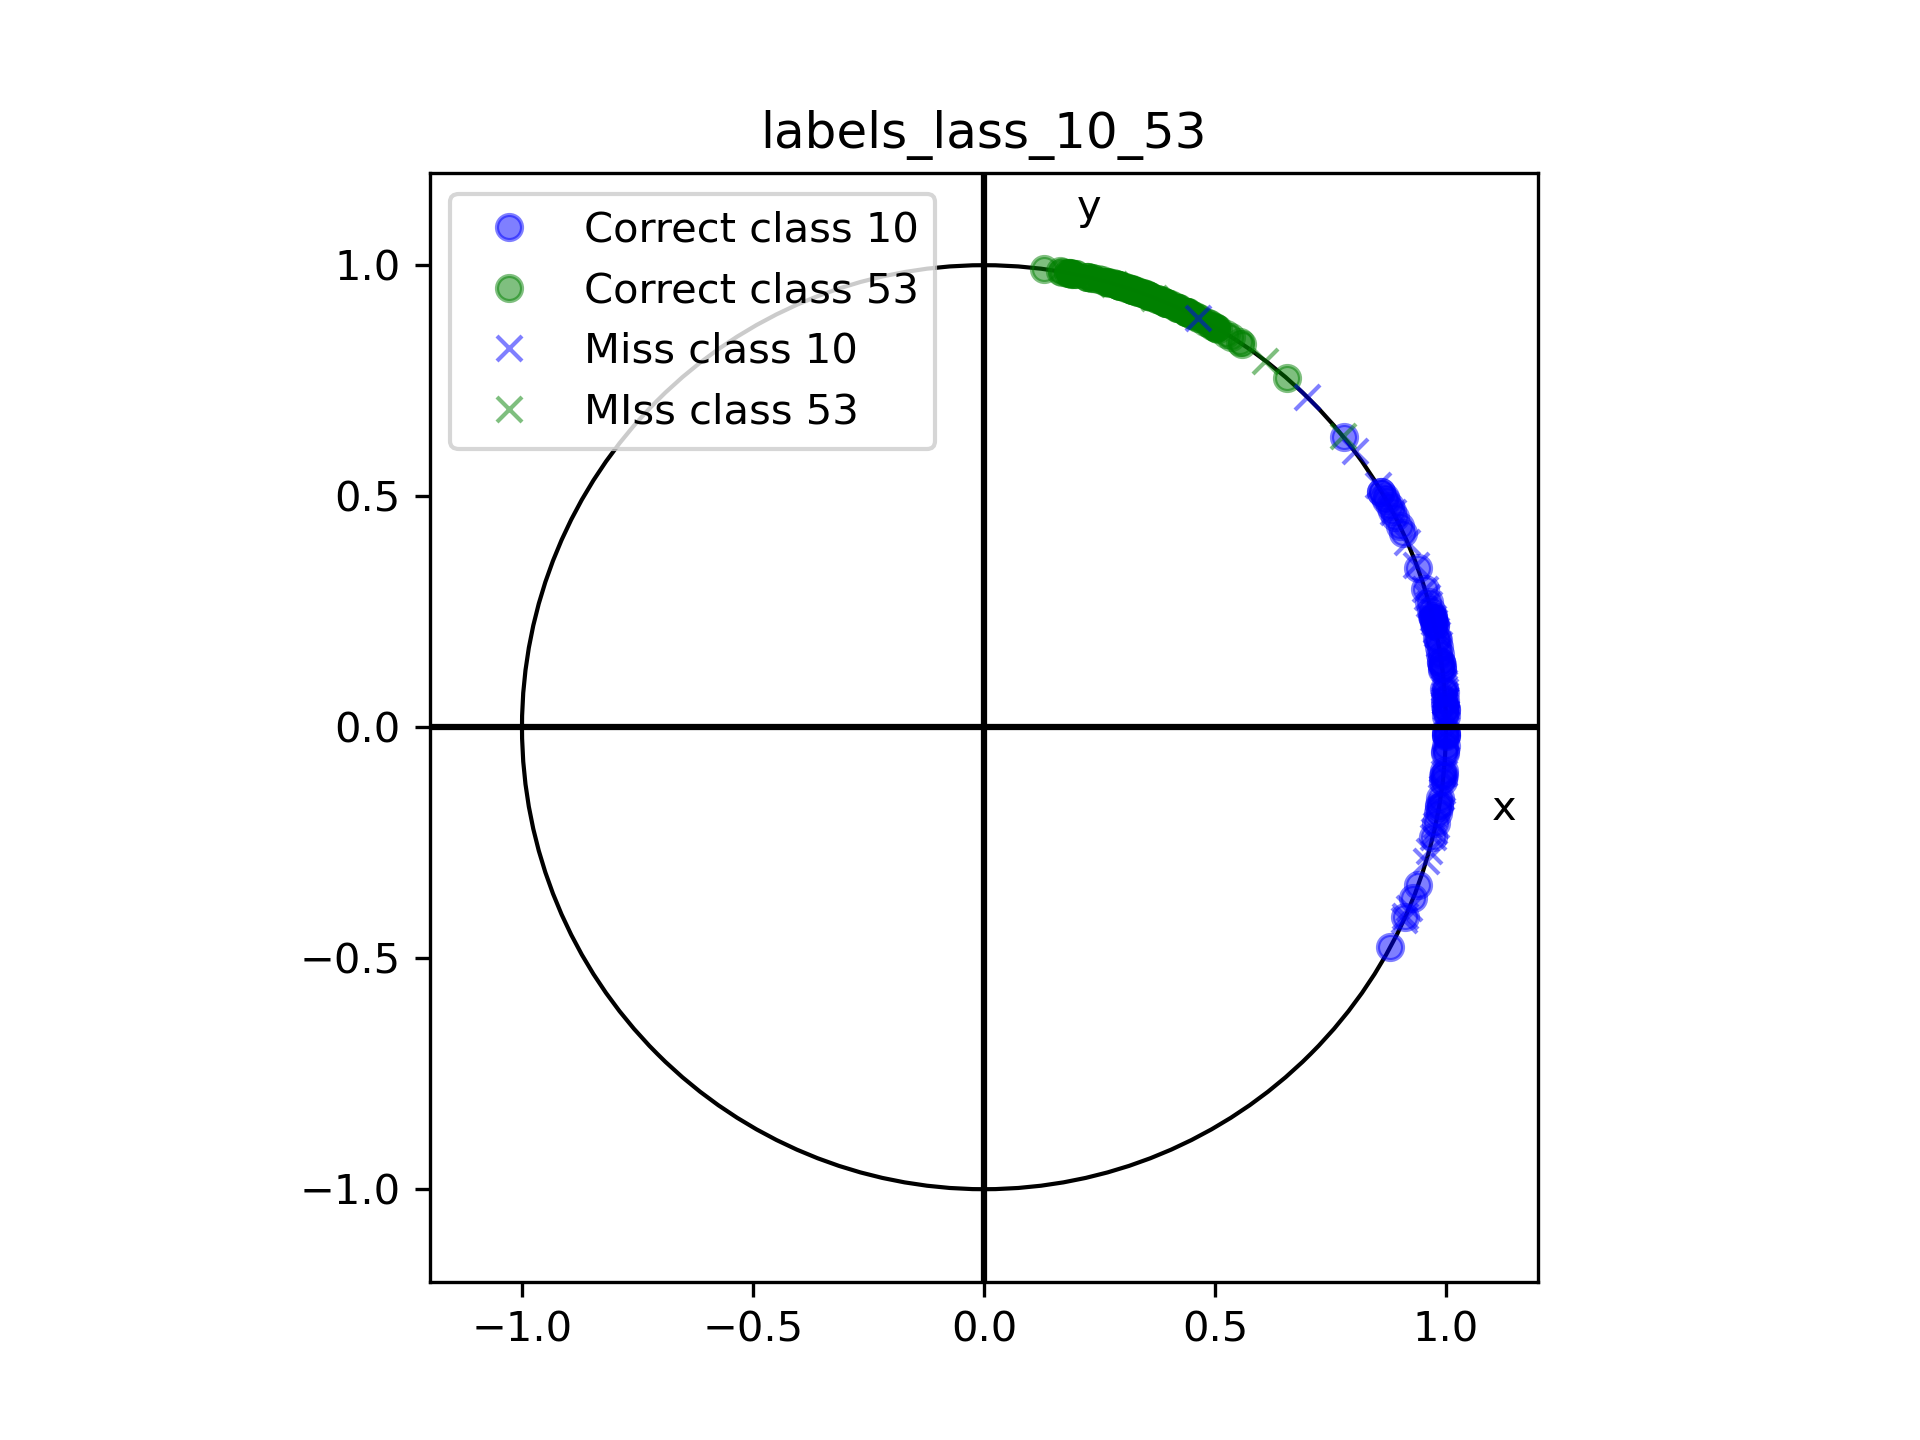 labels_lass_10_53
y
Correct class 10
Correct class 53
Miss class 10
MIss class 53
1.0
0.5
0.0
−0.5
−1.0
x
−1.0 −0.5 0.0 0.5 1.0